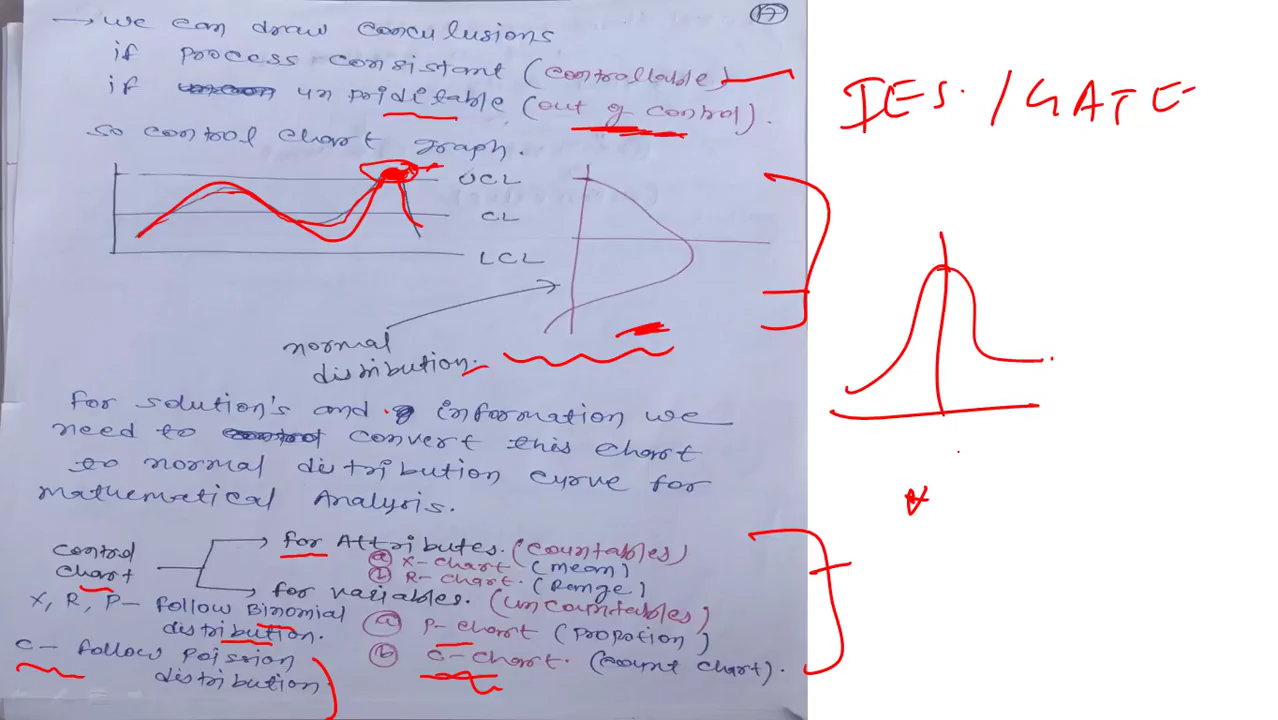 17
→ we can draw conculusions
if process consistant (controllable)
if un priditable (out of control).
so control chart graph.
UCL
CL
LCL
normal
distribution.
for solution's and information we
need to convert this chart
to normal distribution curve for
mathematical Analysis.
control
chart
for Attributes. (countables)
a x-chart (mean)
b R-chart. (Range)
for variables. (uncountables)
a P-chart (propotion)
b c-chart. (count chart).
X, R, P- follow Binomial
distribution.
C- follow poission
distribution.
IES. / GATE